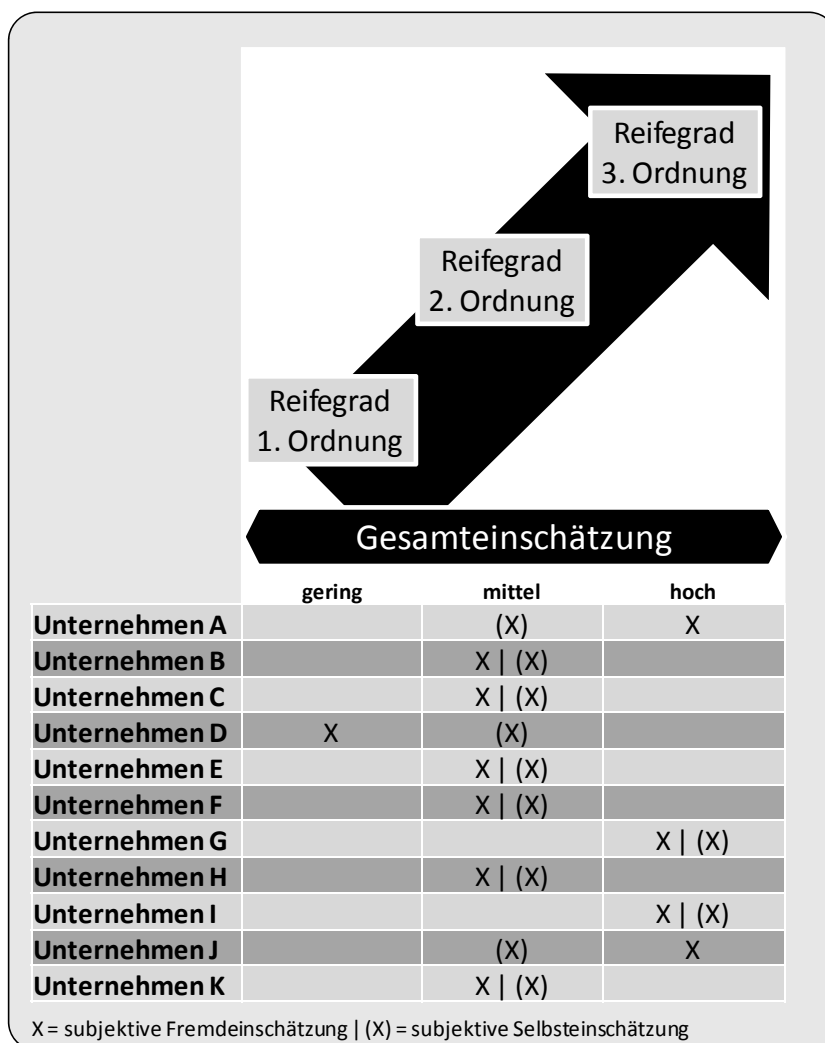 Reifegrad
3. Ordnung
Reifegrad
2. Ordnung
Reifegrad
1. Ordnung
Gesamteinschätzung
gering mittel hoch
Unternehmen A (X) X
Unternehmen B X | (X)
Unternehmen C X | (X)
Unternehmen D X (X)
Unternehmen E X | (X)
Unternehmen F X | (X)
Unternehmen G X | (X)
Unternehmen H X | (X)
Unternehmen I X | (X)
Unternehmen J (X) X
Unternehmen K X | (X)
X = subjektive Fremdeinschätzung | (X) = subjektive Selbsteinschätzung